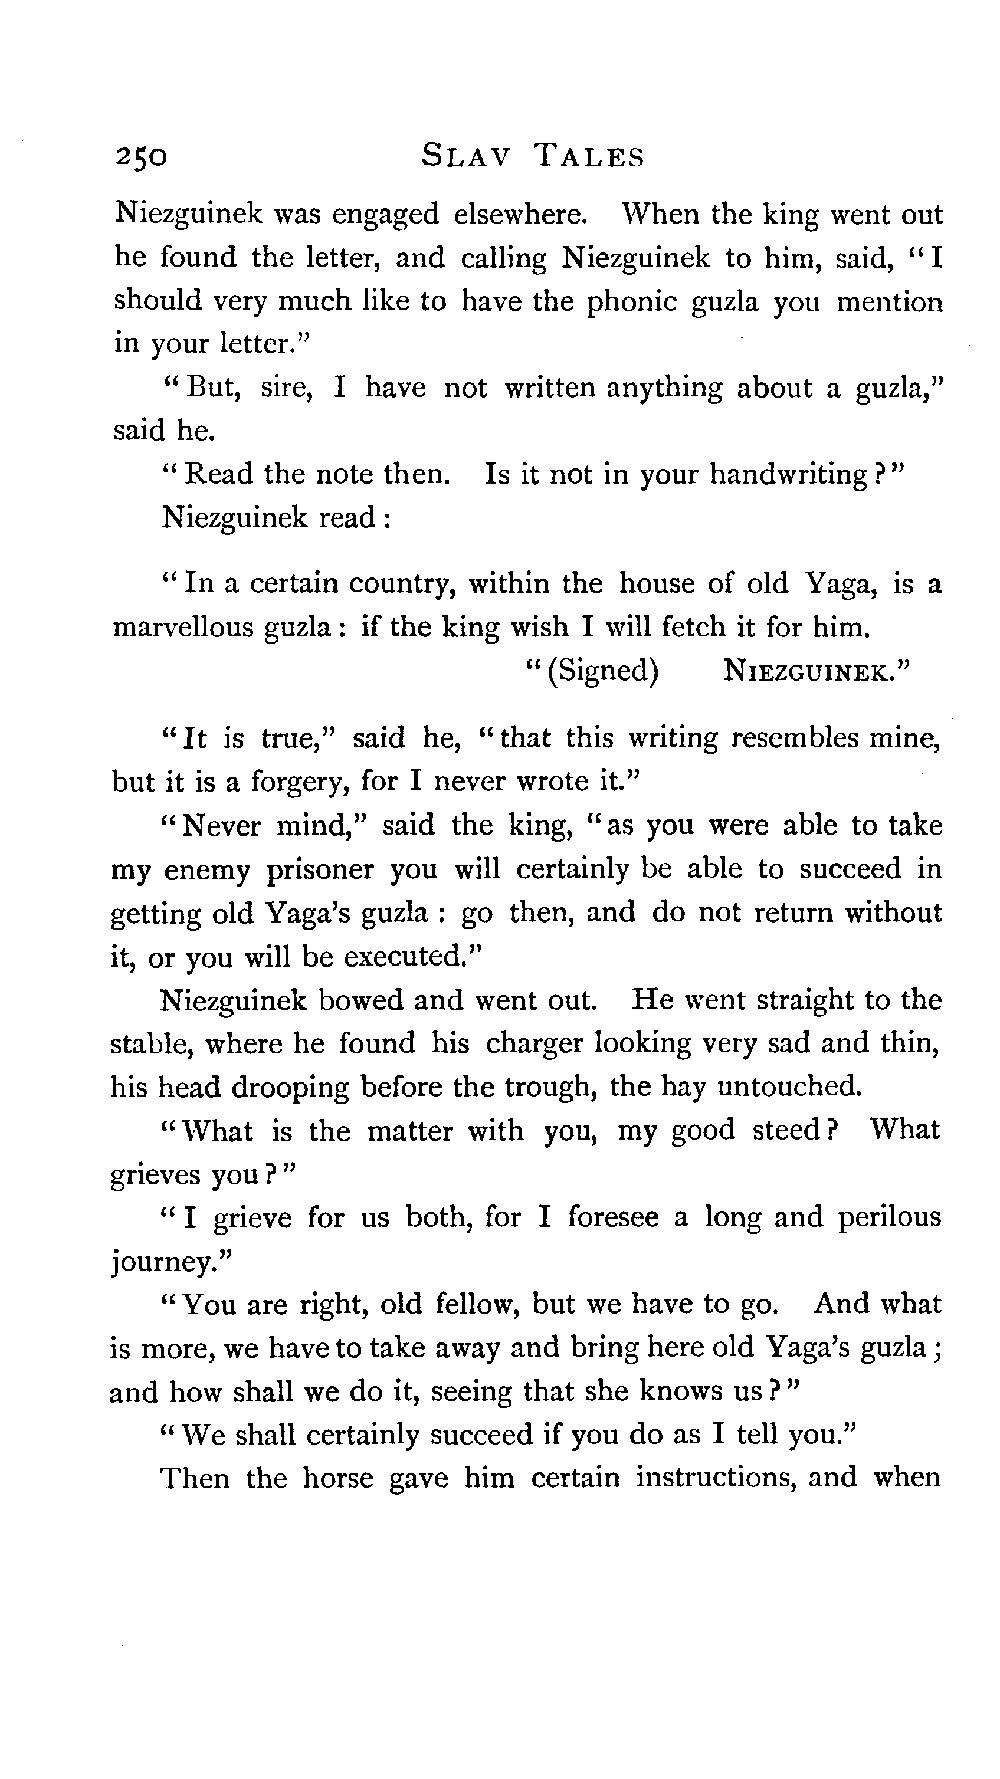 250 SLAV TALES
Niezguinek was engaged elsewhere. When the king went out
he found the letter, and calling Niezguinek to him, said, “I
should very much like to have the phonic guzla you mention
in your letter.”
“But, sire, I have not written anything about a guzla,”
said he.
“Read the note then. Is it not in your handwriting?”
Niezguinek read :
“In a certain country, within the house of old Yaga, is a
marvellous guzla : if the king wish I will fetch it for him.
“(Signed) NIEZGUINEK.”
“It is true,” said he, “that this writing resembles mine,
but it is a forgery, for I never wrote it.”
“Never mind,” said the king, “as you were able to take
my enemy prisoner you will certainly be able to succeed in
getting old Yaga’s guzla : go then, and do not return without
it, or you will be executed.”
Niezguinek bowed and went out. He went straight to the
stable, where he found his charger looking very sad and thin,
his head drooping before the trough, the hay untouched.
“What is the matter with you, my good steed? What
grieves you?”
“I grieve for us both, for I foresee a long and perilous
journey.”
“You are right, old fellow, but we have to go. And what
is more, we have to take away and bring here old Yaga’s guzla ;
and how shall we do it, seeing that she knows us?”
“We shall certainly succeed if you do as I tell you.”
Then the horse gave him certain instructions, and when